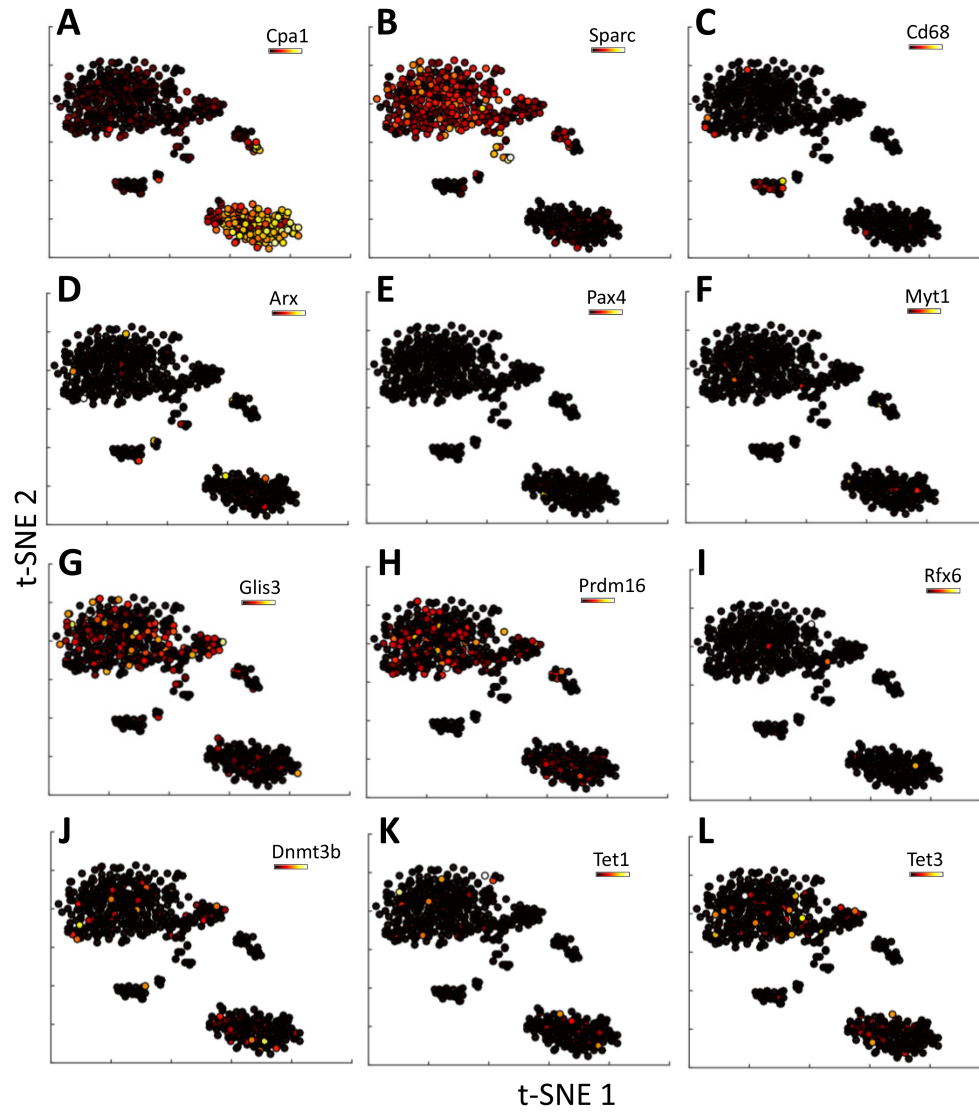 A
Cpa1
B
Sparc
C
Cd68
D
Arx
E
Pax4
F
Myt1
G
Glis3
H
Prdm16
I
Rfx6
J
Dnmt3b
K
Tet1
L
Tet3
t-SNE 2
t-SNE 1